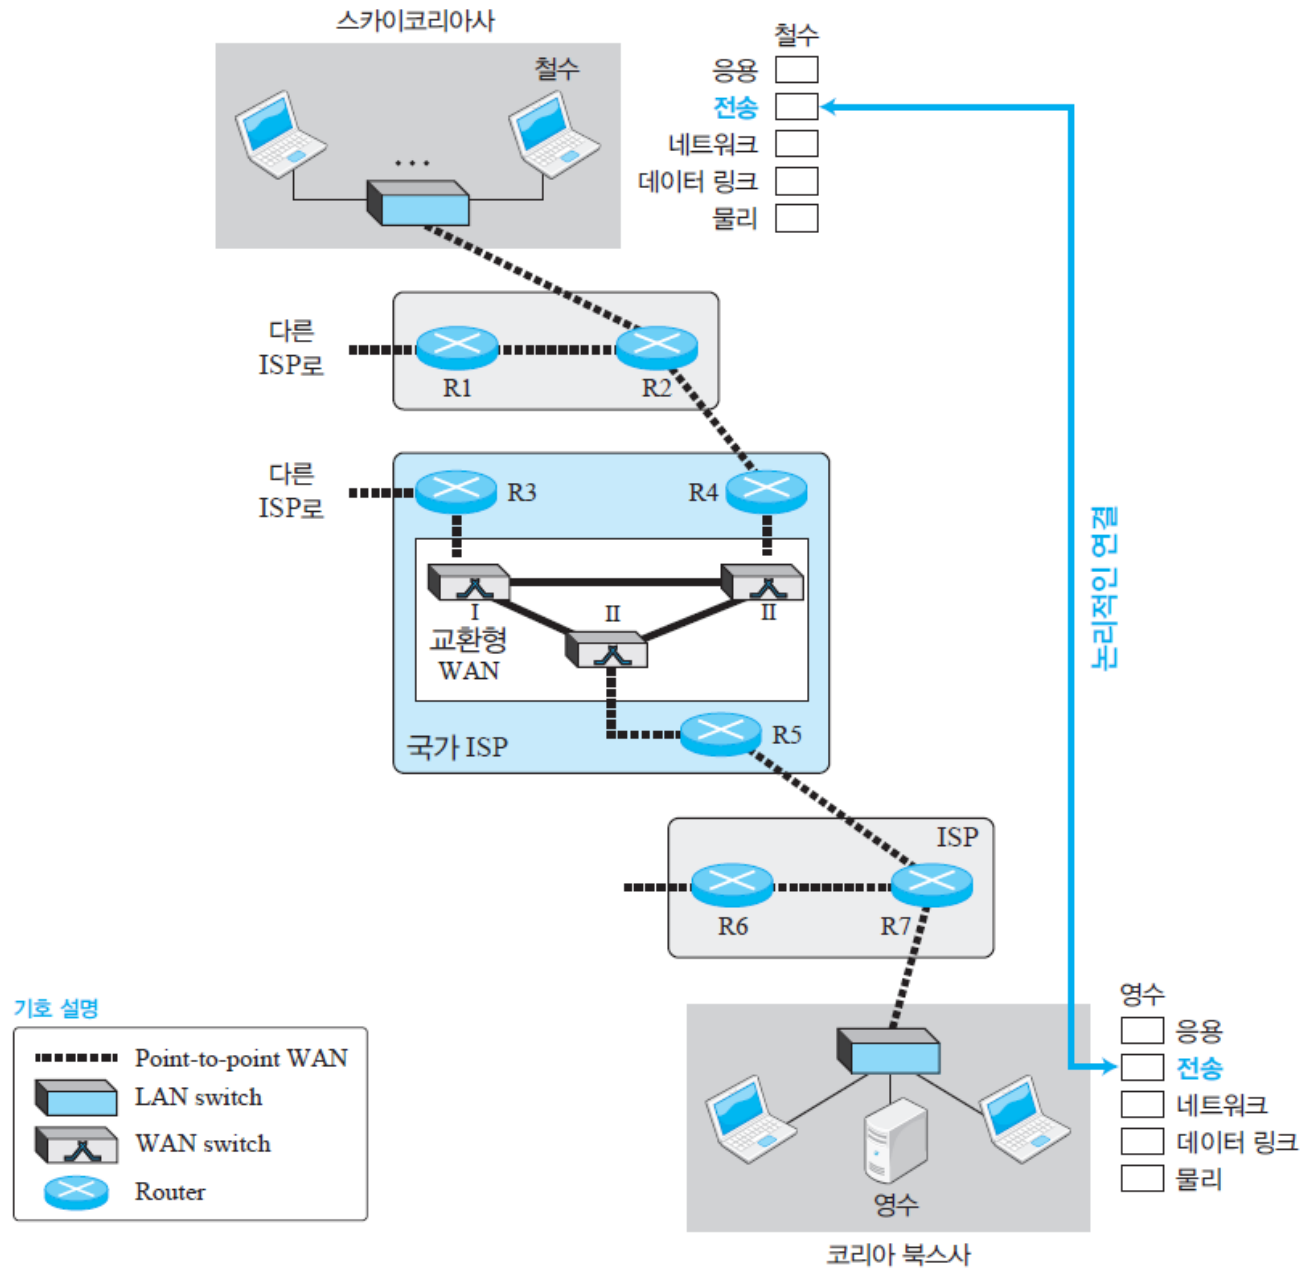 스카이코리아사
철수
…
철수
응용
전송
네트워크
데이터 링크
물리
다른
ISP로
R1
R2
다른
ISP로
R3
R4
I
II
II
교환형
WAN
R5
국가 ISP
논리적인 연결
ISP
R6
R7
영수
응용
전송
네트워크
데이터 링크
물리
영수
코리아 북스사
기호 설명
Point-to-point WAN
LAN switch
WAN switch
Router